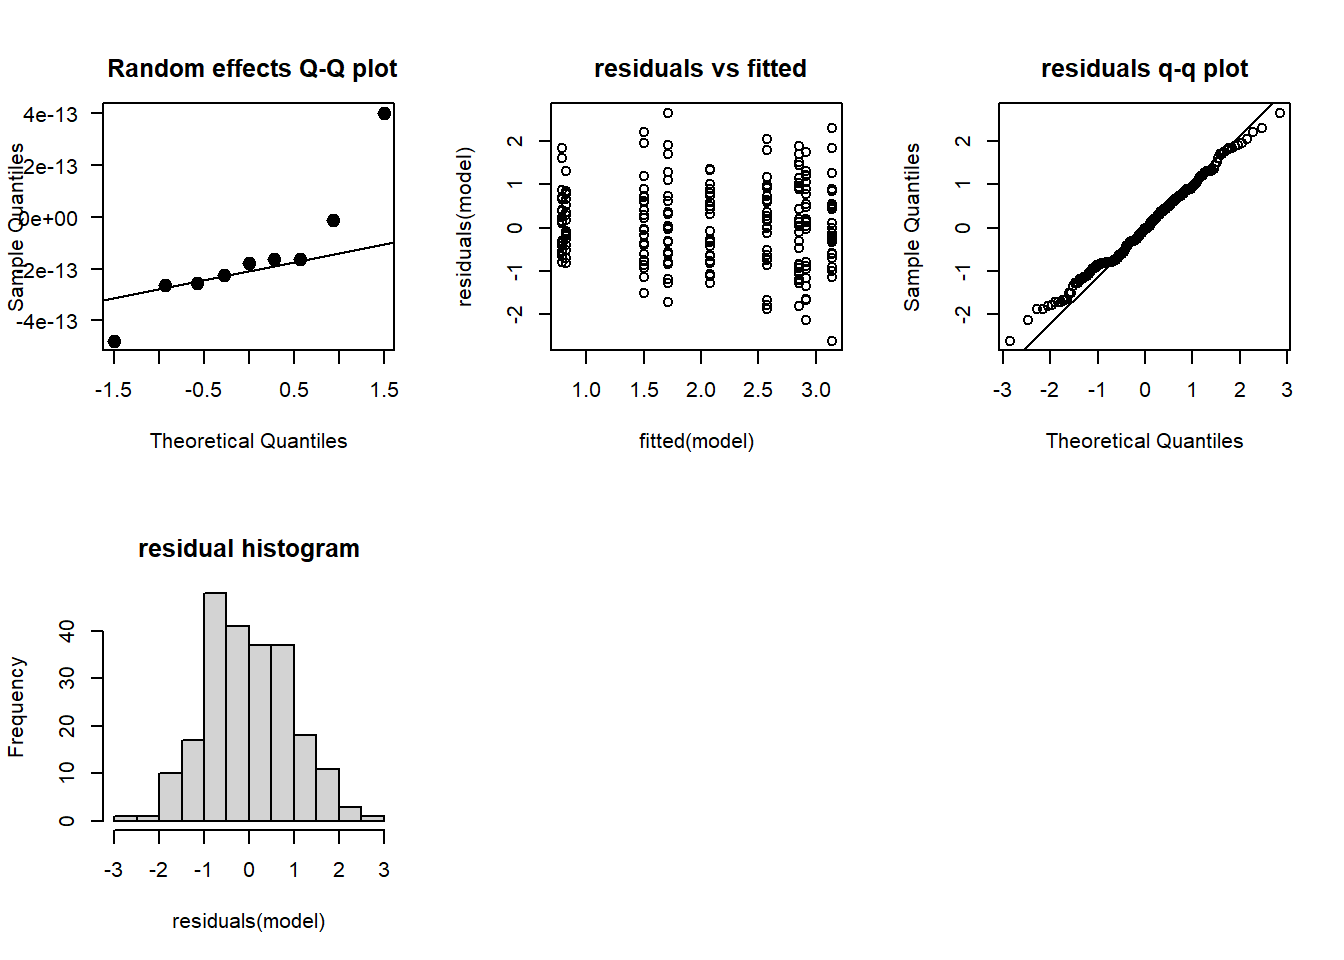 Random effects Q-Q plot
Sample Quantiles
4e-13
2e-13
0e+00
-2e-13
-4e-13
-1.5 -0.5 0.5 1.5
Theoretical Quantiles
residuals vs fitted
residuals(model)
2
1
0
-1
-2
1.0 1.5 2.0 2.5 3.0
fitted(model)
residuals q-q plot
Sample Quantiles
2
1
0
-1
-2
-3 -2 -1 0 1 2 3
Theoretical Quantiles
residual histogram
Frequency
40
30
20
10
0
-3 -2 -1 0 1 2 3
residuals(model)